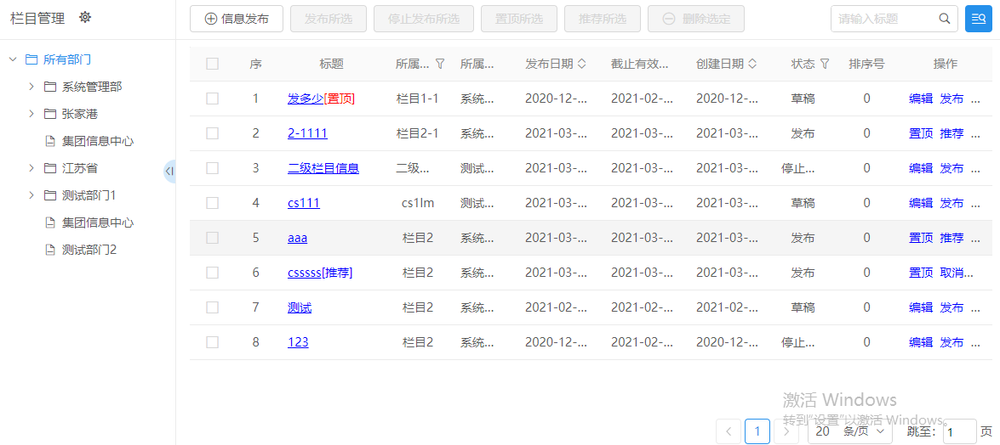 栏目管理
所有部门
系统管理部
张家港
集团信息中心
江苏省
测试部门1
集团信息中心
测试部门2
信息发布 发布所选 停止发布所选 置顶所选 推荐所选 删除选定 请输入标题
序 标题 所属... 所属... 发布日期 截止有效... 创建日期 状态 排序号 操作
1 发多少[置顶] 栏目1-1 系统... 2020-12-... 2021-02-... 2020-12-... 草稿 0 编辑 发布 ...
2 2-1111 栏目2-1 系统... 2021-03-... 2021-03-... 2021-03-... 发布 0 置顶 推荐 ...
3 二级栏目信息 二级... 测试... 2021-03-... 2021-03-... 2021-03-... 停止... 0 编辑 发布 ...
4 cs111 cs1lm 测试... 2021-03-... 2021-03-... 2021-03-... 草稿 0 编辑 发布 ...
5 aaa 栏目2 系统... 2021-03-... 2021-03-... 2021-03-... 发布 0 置顶 推荐 ...
6 csssss[推荐] 栏目2 系统... 2021-03-... 2021-03-... 2021-03-... 发布 0 置顶 取消...
7 测试 栏目2 系统... 2021-02-... 2021-02-... 2021-02-... 草稿 0 编辑 发布 ...
8 123 栏目2 系统... 2020-12-... 2021-02-... 2020-12-... 停止... 0 编辑 发布 ...
激活 Windows
转到“设置”以激活 Windows。
1 20 条/页 跳至: 1 页